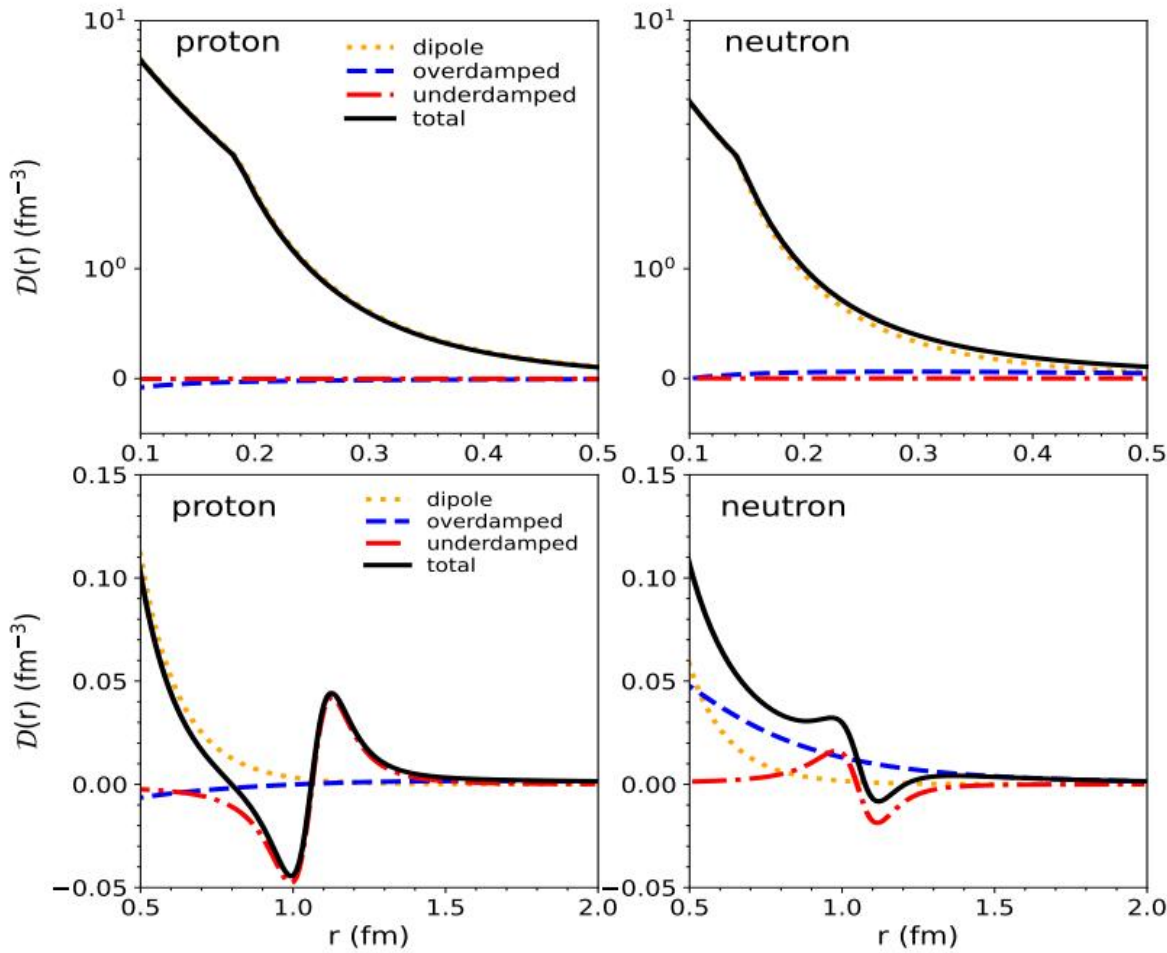 proton
dipole
overdamped
underdamped
total
10¹
10⁰
0
𝒟(r) (fm⁻³)
0.1 0.2 0.3 0.4 0.5
neutron
10¹
10⁰
0
0.1 0.2 0.3 0.4 0.5
proton
dipole
overdamped
underdamped
total
0.15
0.10
0.05
0.00
−0.05
𝒟(r) (fm⁻³)
0.5 1.0 1.5 2.0
r (fm)
neutron
0.15
0.10
0.05
0.00
−0.05
0.5 1.0 1.5 2.0
r (fm)